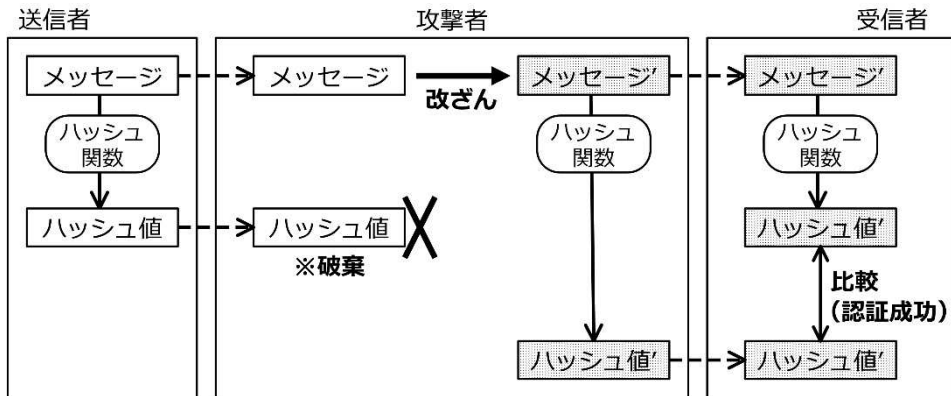 送信者
攻撃者
受信者
メッセージ
メッセージ
改ざん
メッセージ′
メッセージ′
ハッシュ
関数
ハッシュ
関数
ハッシュ
関数
ハッシュ値
ハッシュ値
※破棄
ハッシュ値′
比較
(認証成功)
ハッシュ値′
ハッシュ値′